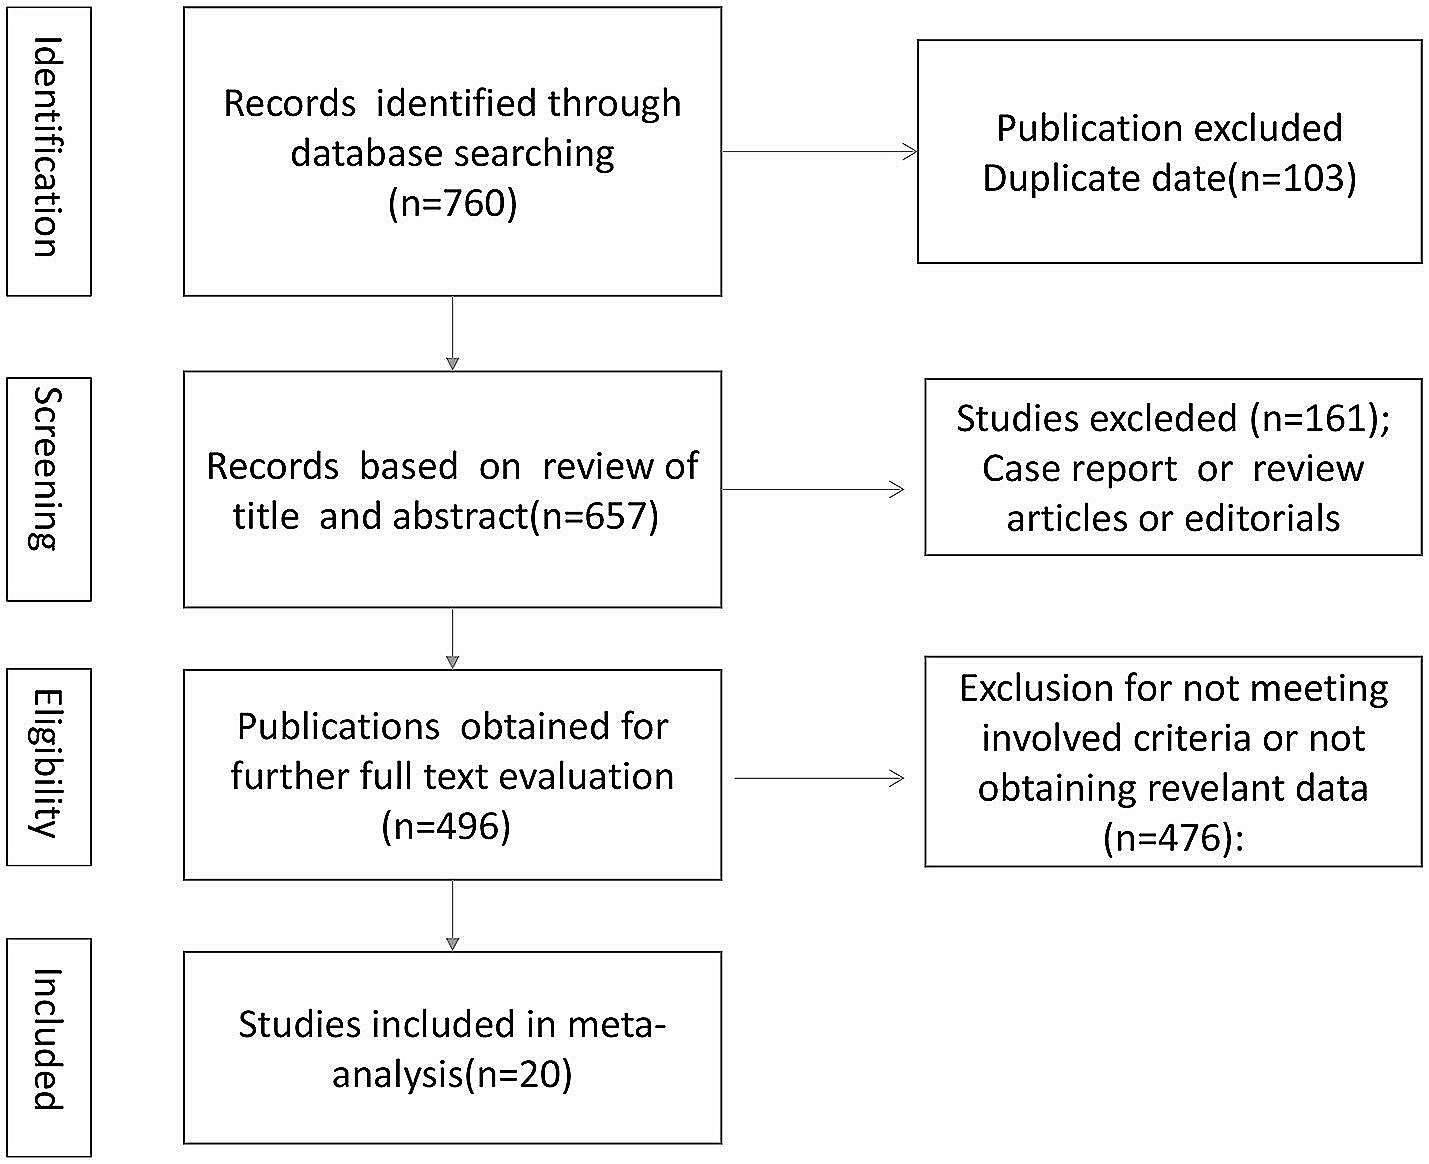 Identification
Records identified through
database searching
(n=760)
Publication excluded
Duplicate date(n=103)
Screening
Records based on review of
title and abstract(n=657)
Studies excleded (n=161);
Case report or review
articles or editorials
Eligibility
Publications obtained for
further full text evaluation
(n=496)
Exclusion for not meeting
involved criteria or not
obtaining revelant data
(n=476):
Included
Studies included in meta-
analysis(n=20)